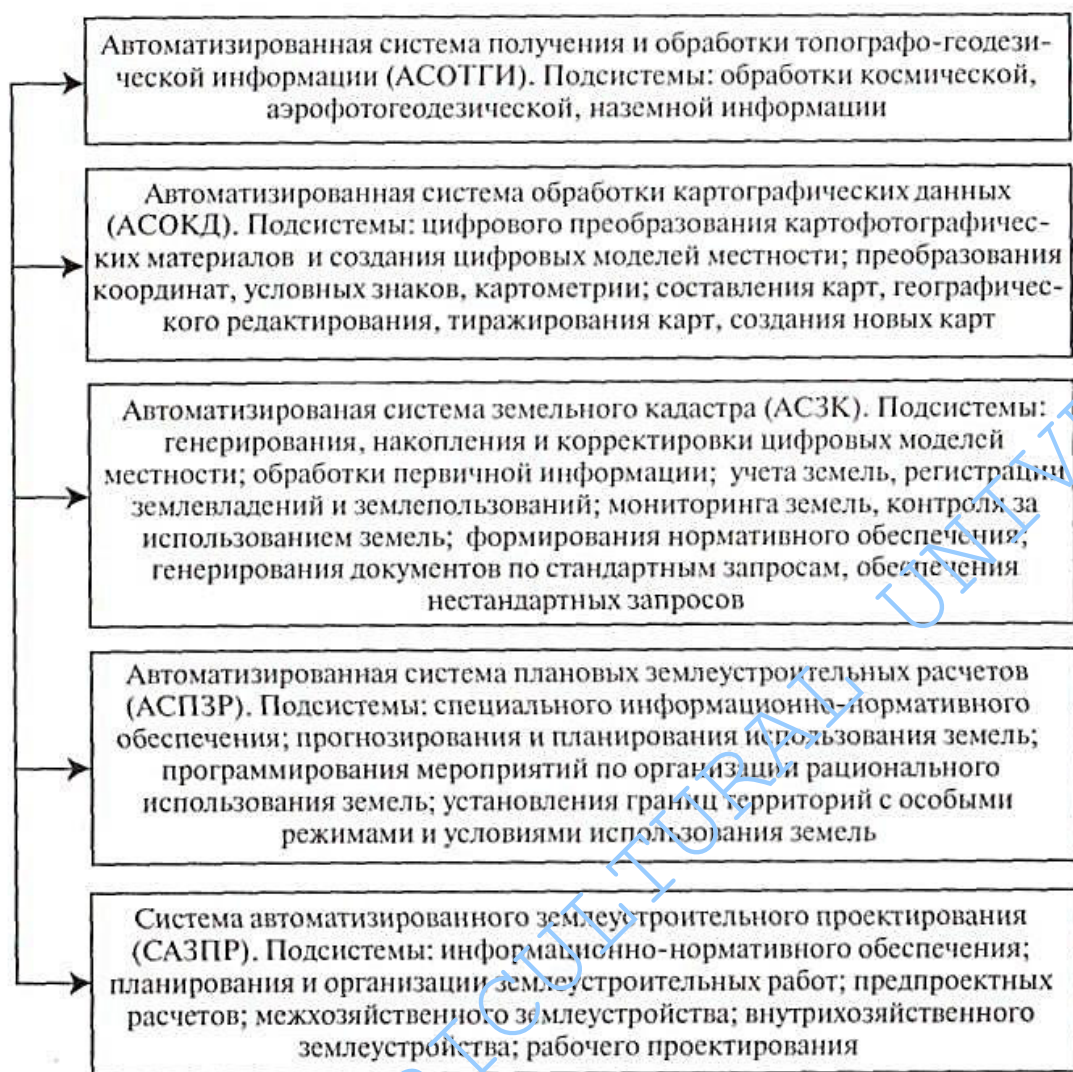 Автоматизированная система получения и обработки топографо-геодези-
ческой информации (АСОТГИ). Подсистемы: обработки космической,
аэрофотогеодезической, наземной информации
Автоматизированная система обработки картографических данных
(АСОКД). Подсистемы: цифрового преобразования картофотографичес-
ких материалов и создания цифровых моделей местности; преобразования
координат, условных знаков, картометрии; составления карт, географичес-
кого редактирования, тиражирования карт, создания новых карт
Автоматизированая система земельного кадастра (АСЗК). Подсистемы:
генерирования, накопления и корректировки цифровых моделей
местности; обработки первичной информации; учета земель, регистрации
землевладений и землепользований; мониторинга земель, контроля за
использованием земель; формирования нормативного обеспечения;
генерирования документов по стандартным запросам, обеспечения
нестандартных запросов
Автоматизированная система плановых землеустроительных расчетов
(АСПЗР). Подсистемы: специального информационно-нормативного
обеспечения; прогнозирования и планирования использования земель;
программирования мероприятий по организации рационального
использования земель; установления границ территорий с особыми
режимами и условиями использования земель
Система автоматизированного землеустроительного проектирования
(САЗПР). Подсистемы: информационно-нормативного обеспечения;
планирования и организации землеустроительных работ; предпроектных
расчетов; межхозяйственного землеустройства; внутрихозяйственного
землеустройства; рабочего проектирования